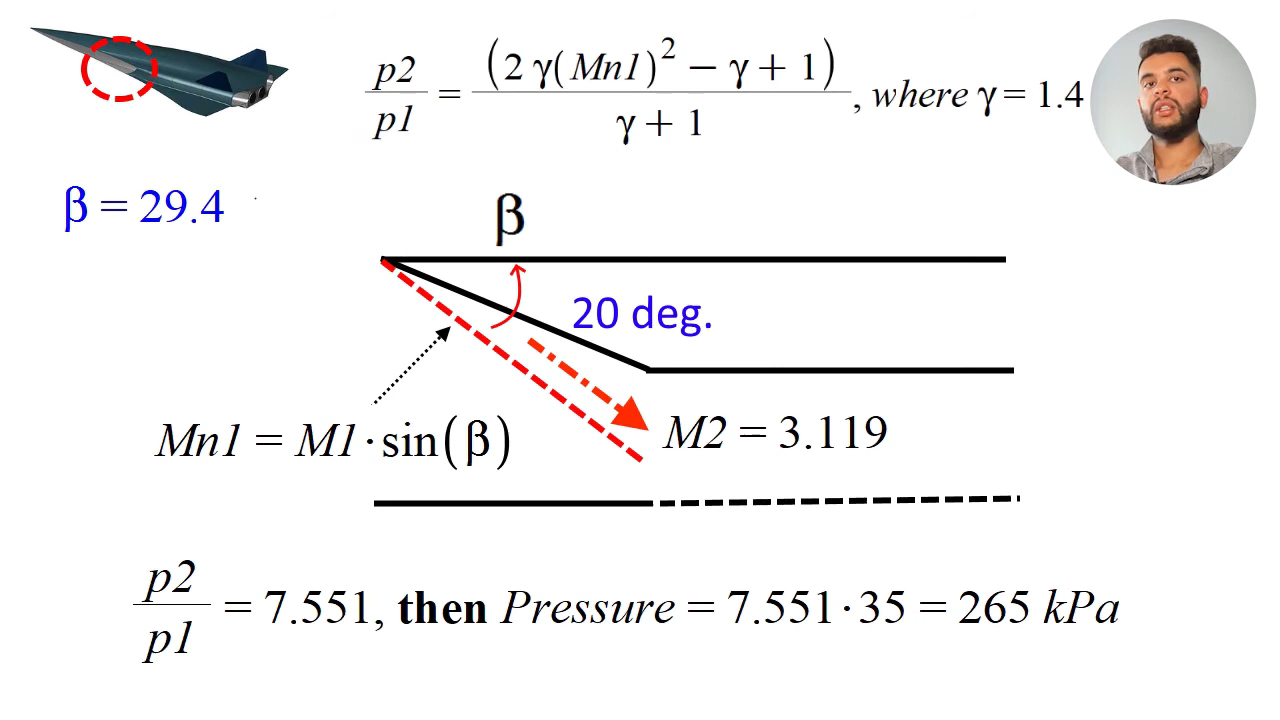 p2/p1 = (2 γ(Mn1)² − γ + 1) / γ + 1, where γ = 1.4
β = 29.4
β
20 deg.
Mn1 = M1·sin(β)
M2 = 3.119
p2/p1 = 7.551, then Pressure = 7.551·35 = 265 kPa